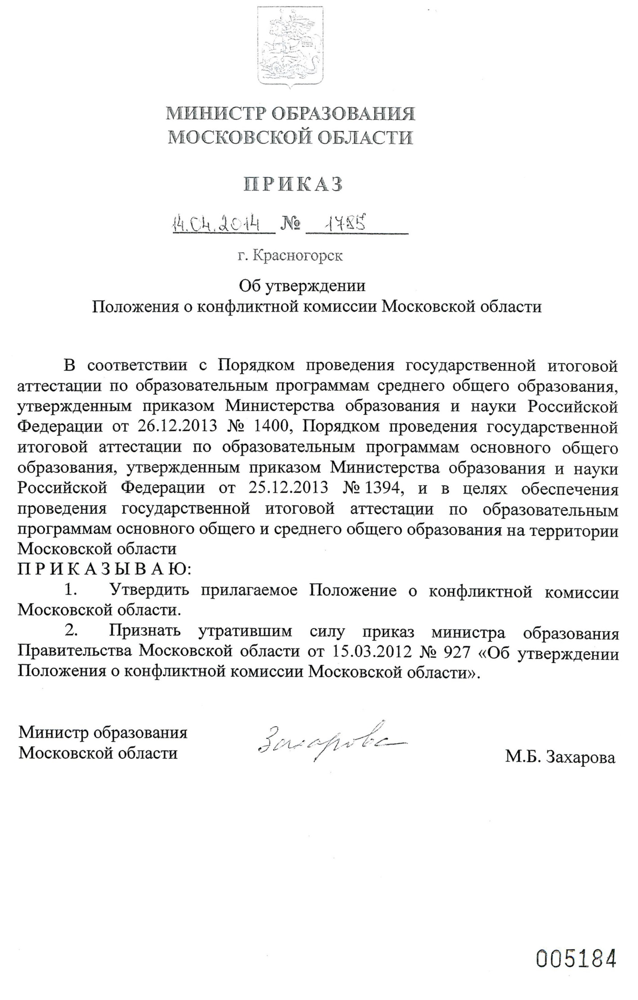 МИНИСТР ОБРАЗОВАНИЯ
МОСКОВСКОЙ ОБЛАСТИ
ПРИКАЗ
14.04.2014 № 1785
г. Красногорск
Об утверждении
Положения о конфликтной комиссии Московской области
В соответствии с Порядком проведения государственной итоговой
аттестации по образовательным программам среднего общего образования,
утвержденным приказом Министерства образования и науки Российской
Федерации от 26.12.2013 № 1400, Порядком проведения государственной
итоговой аттестации по образовательным программам основного общего
образования, утвержденным приказом Министерства образования и науки
Российской Федерации от 25.12.2013 № 1394, и в целях обеспечения
проведения государственной итоговой аттестации по образовательным
программам основного общего и среднего общего образования на территории
Московской области
П Р И К А З Ы В А Ю:
1. Утвердить прилагаемое Положение о конфликтной комиссии
Московской области.
2. Признать утратившим силу приказ министра образования
Правительства Московской области от 15.03.2012 № 927 «Об утверждении
Положения о конфликтной комиссии Московской области».
Министр образования
Московской области
Захарова
М.Б. Захарова
005184